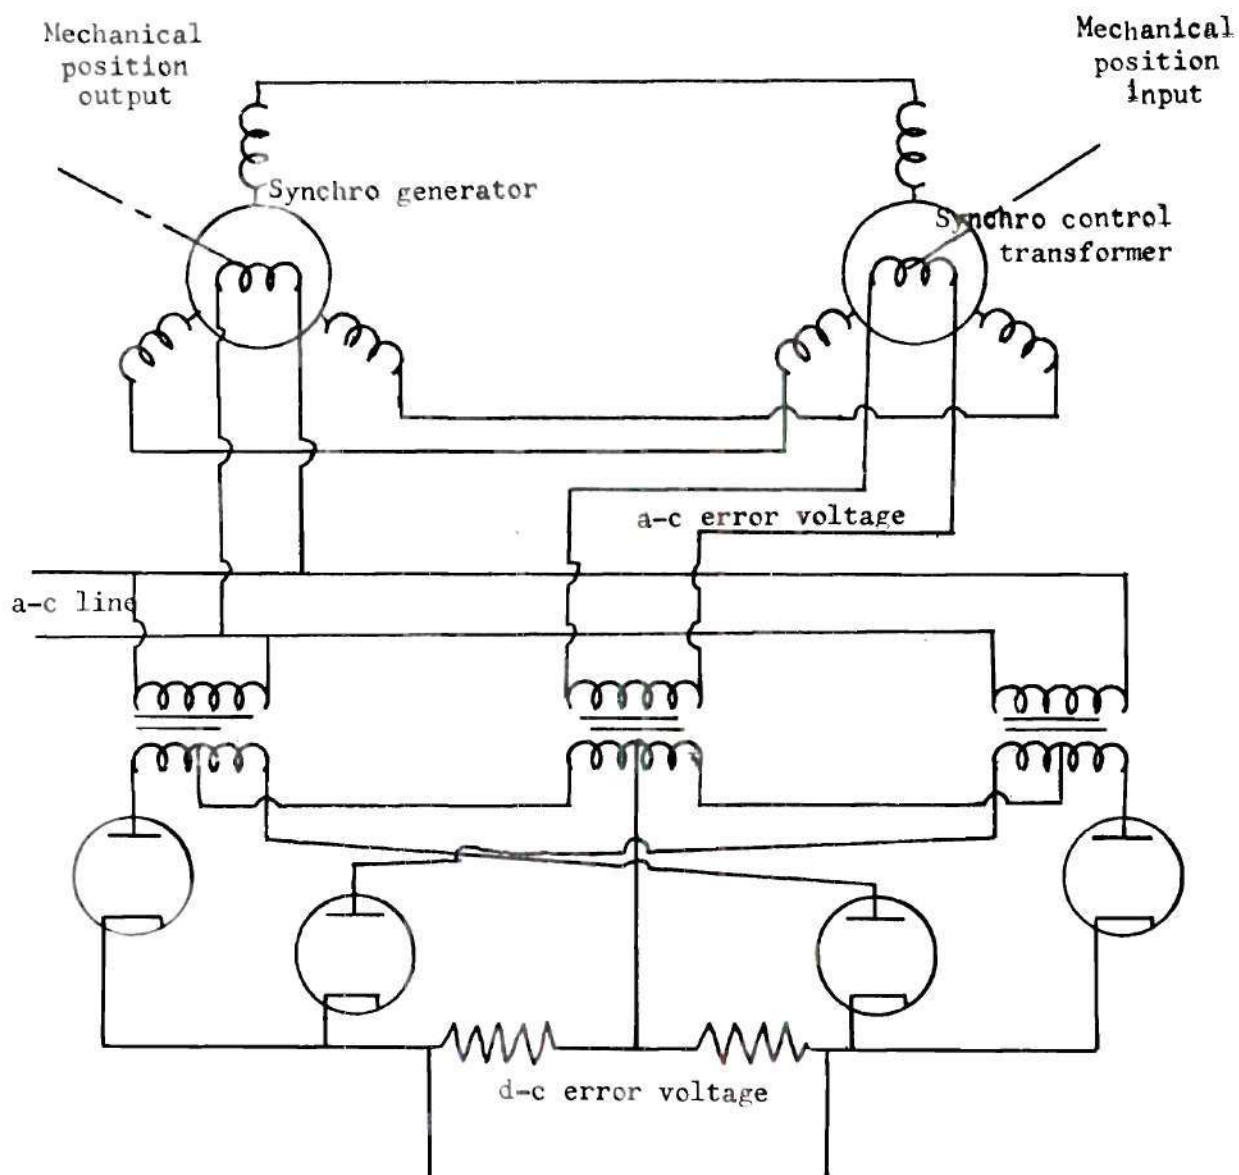 Mechanical
position
output
Mechanical
position
input
Synchro generator
Synchro control
transformer
a-c error voltage
a-c line
d-c error voltage